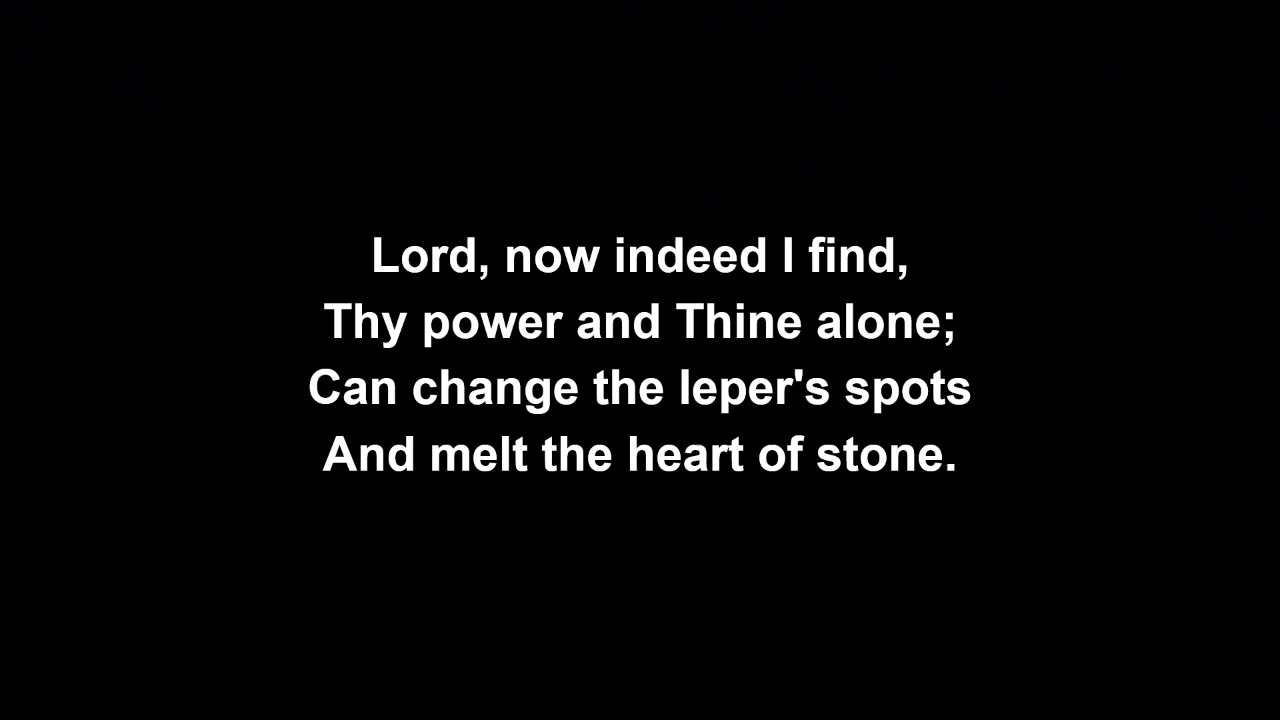 Lord, now indeed I find,
Thy power and Thine alone;
Can change the leper's spots
And melt the heart of stone.